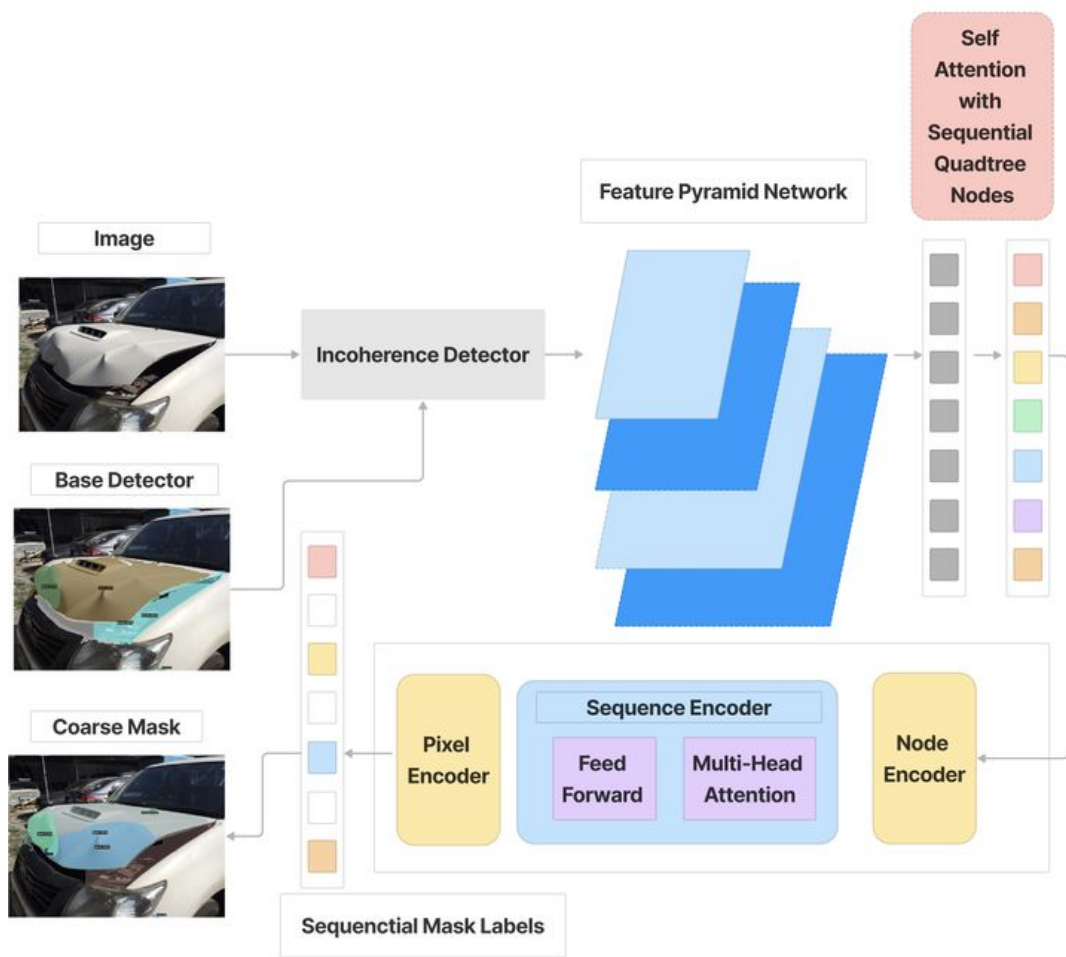 Self
Attention
with
Sequential
Quadtree
Nodes
Feature Pyramid Network
Image
Incoherence Detector
Base Detector
Sequence Encoder
Pixel
Encoder
Feed
Forward
Multi-Head
Attention
Node
Encoder
Coarse Mask
Sequenctial Mask Labels